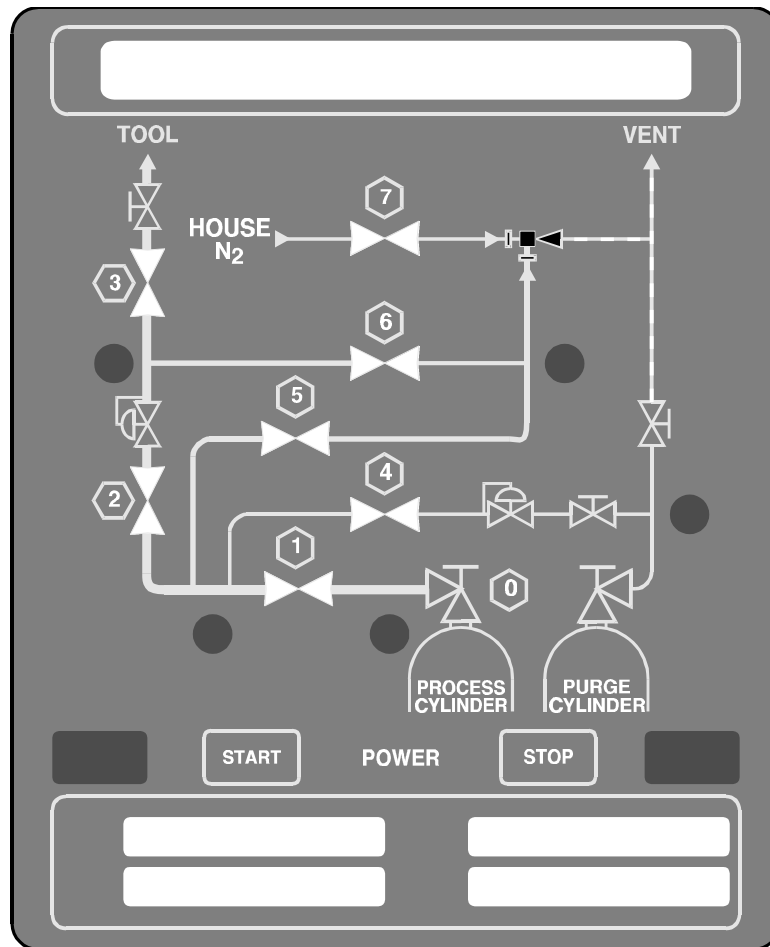 TOOL
VENT
7
HOUSE
N2
3
6
5
4
2
1
0
PROCESS
CYLINDER
PURGE
CYLINDER
START
POWER
STOP